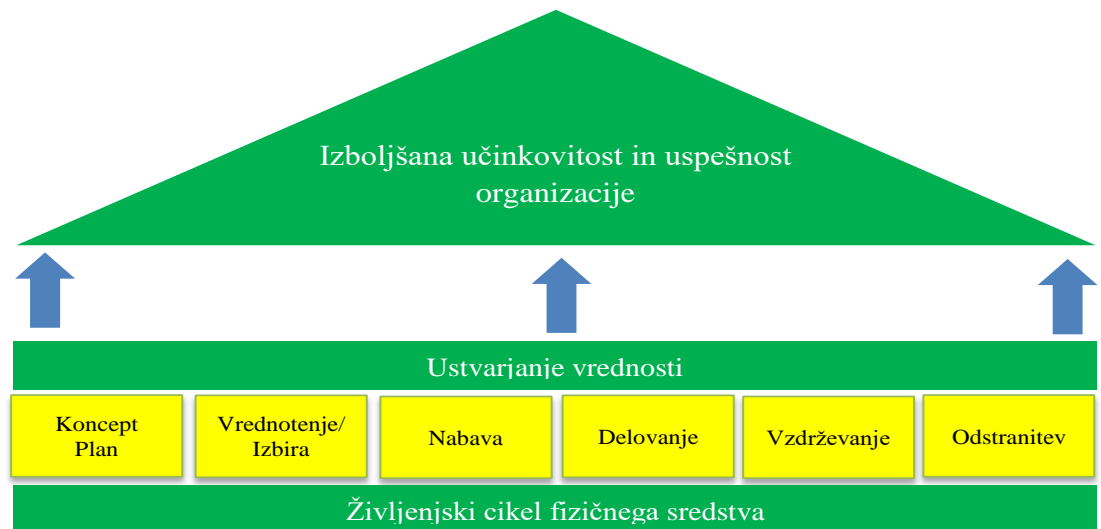 Izboljšana učinkovitost in uspešnost
organizacije
Ustvarjanje vrednosti
Koncept
Plan
Vrednotenje/
Izbira
Nabava
Delovanje
Vzdrževanje
Odstranitev
Življenjski cikel fizičnega sredstva